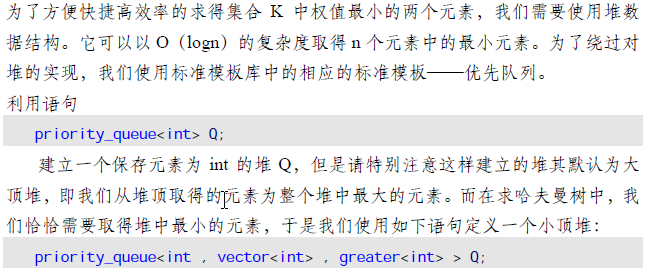 为了方便快捷高效率的求得集合 K 中权值最小的两个元素，我们需要使用堆数
据结构。它可以以 O（logn）的复杂度取得 n 个元素中的最小元素。为了绕过对
堆的实现，我们使用标准模板库中的相应的标准模板——优先队列。
利用语句
priority_queue<int> Q;
建立一个保存元素为 int 的堆 Q，但是请特别注意这样建立的堆其默认为大
顶堆，即我们从堆顶取得的元素为整个堆中最大的元素。而在求哈夫曼树中，我
们恰恰需要取得堆中最小的元素，于是我们使用如下语句定义一个小顶堆：
priority_queue<int , vector<int> , greater<int> > Q;